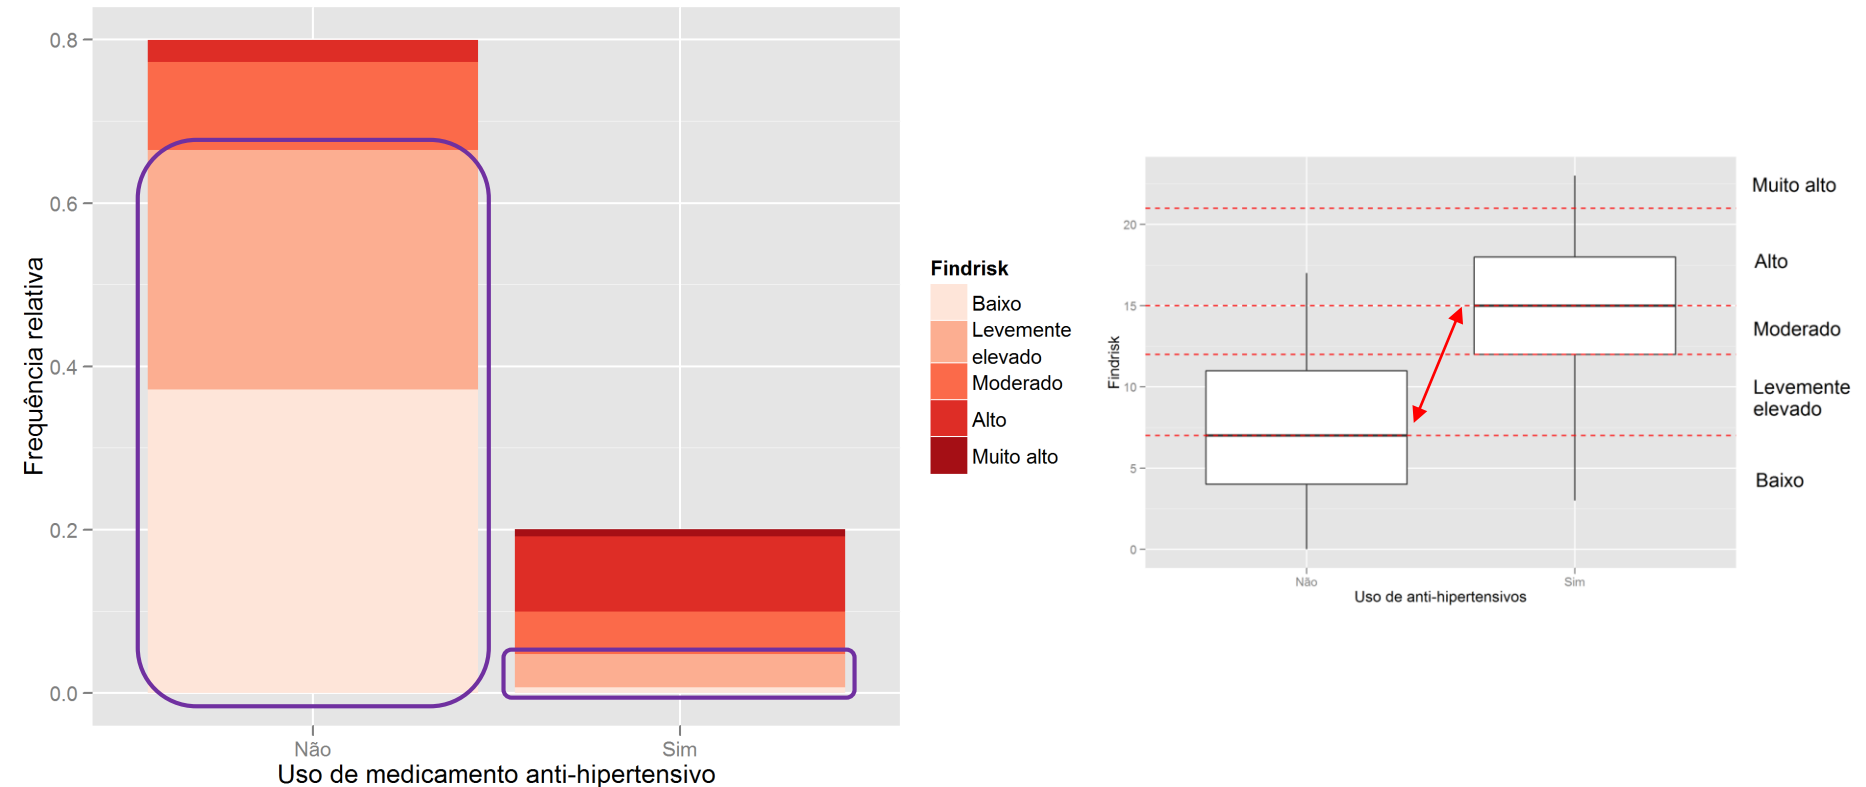 0.8
0.6
0.4
0.2
0.0
Frequência relativa
Não
Sim
Uso de medicamento anti-hipertensivo
Findrisk
Baixo
Levemente
elevado
Moderado
Alto
Muito alto
20
15
10
5
0
Findrisk
Não
Sim
Uso de anti-hipertensivos
Muito alto
Alto
Moderado
Levemente
elevado
Baixo